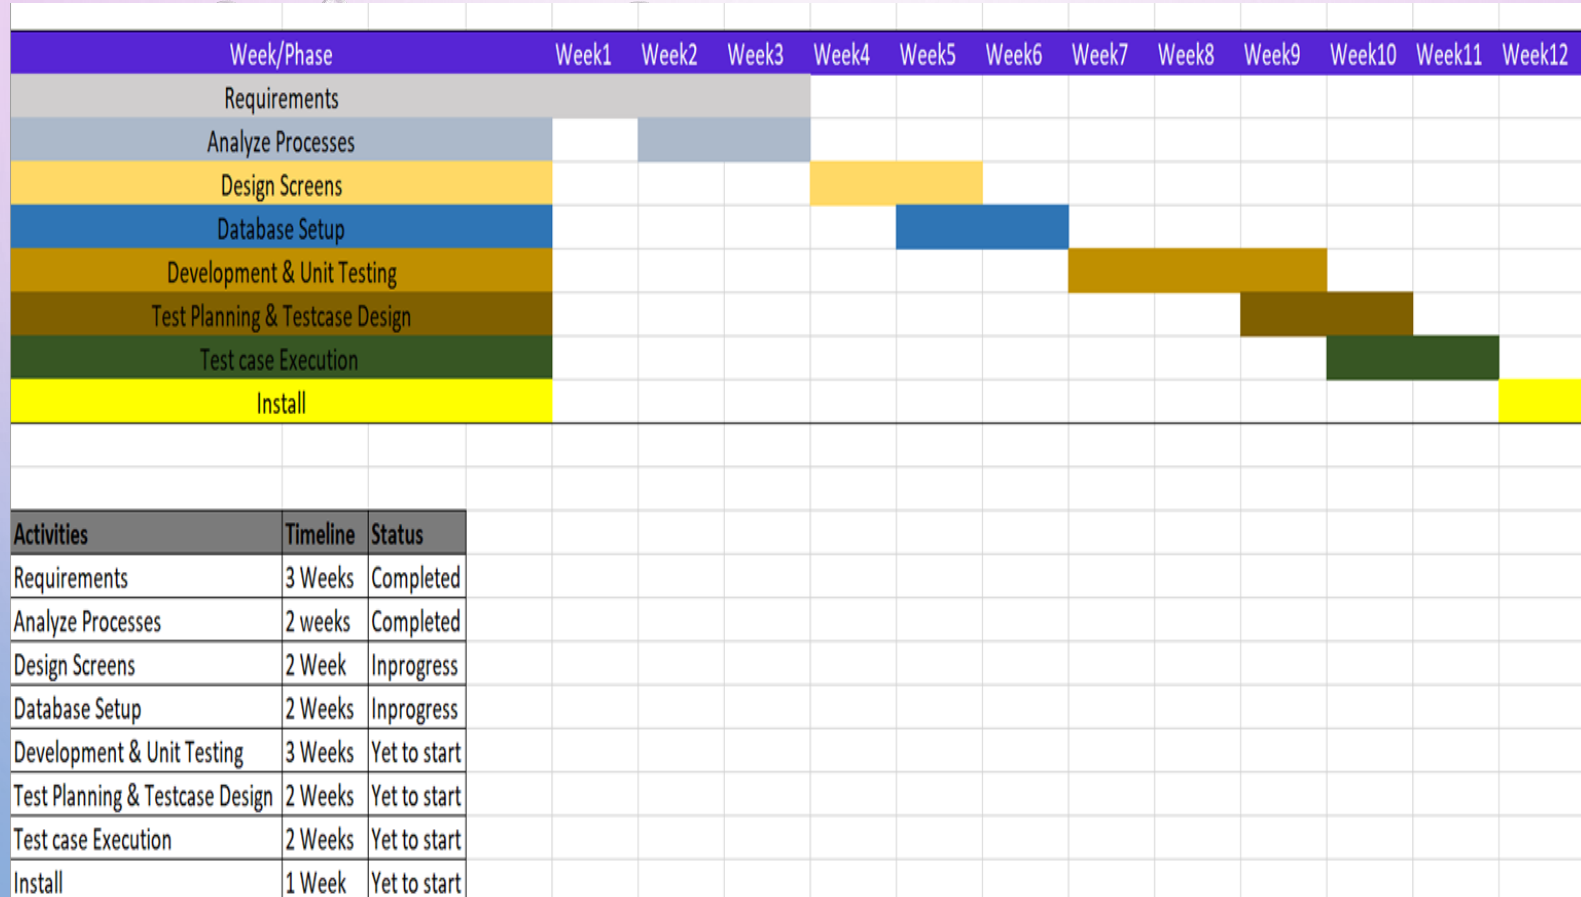 Week/Phase Week1 Week2 Week3 Week4 Week5 Week6 Week7 Week8 Week9 Week10 Week11 Week12
Requirements
Analyze Processes
Design Screens
Database Setup
Development & Unit Testing
Test Planning & Testcase Design
Test case Execution
Install
Activities Timeline Status
Requirements 3 Weeks Completed
Analyze Processes 2 weeks Completed
Design Screens 2 Week Inprogress
Database Setup 2 Weeks Inprogress
Development & Unit Testing 3 Weeks Yet to start
Test Planning & Testcase Design 2 Weeks Yet to start
Test case Execution 2 Weeks Yet to start
Install 1 Week Yet to start